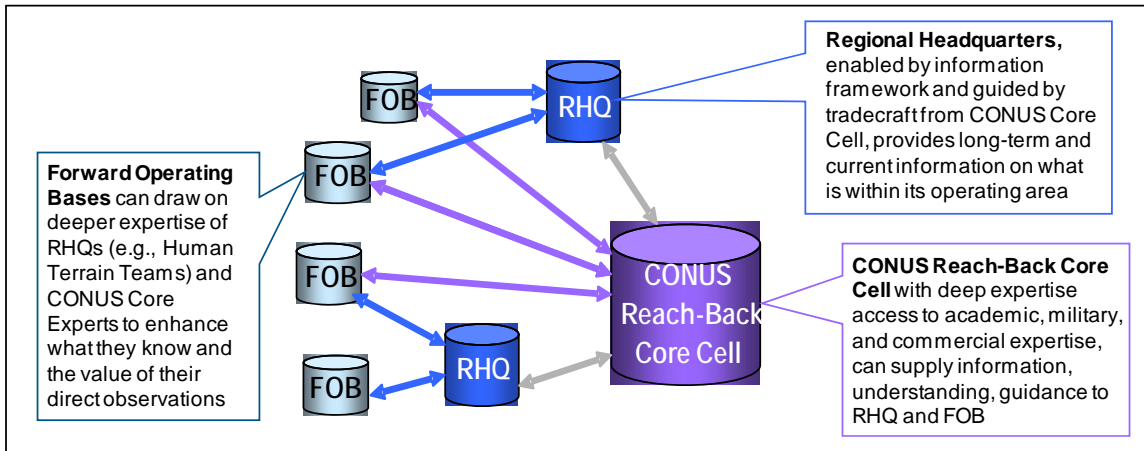 Regional Headquarters,
enabled by information
framework and guided by
tradecraft from CONUS Core
Cell, provides long-term and
current information on what
is within its operating area
FOB
RHQ
FOB
Forward Operating
Bases can draw on
deeper expertise of
RHQs (e.g., Human
Terrain Teams) and
CONUS Core
Experts to enhance
what they know and
the value of their
direct observations
FOB
CONUS
Reach-Back
Core Cell
CONUS Reach-Back Core
Cell with deep expertise
access to academic, military,
and commercial expertise,
can supply information,
understanding, guidance to
RHQ and FOB
RHQ
FOB